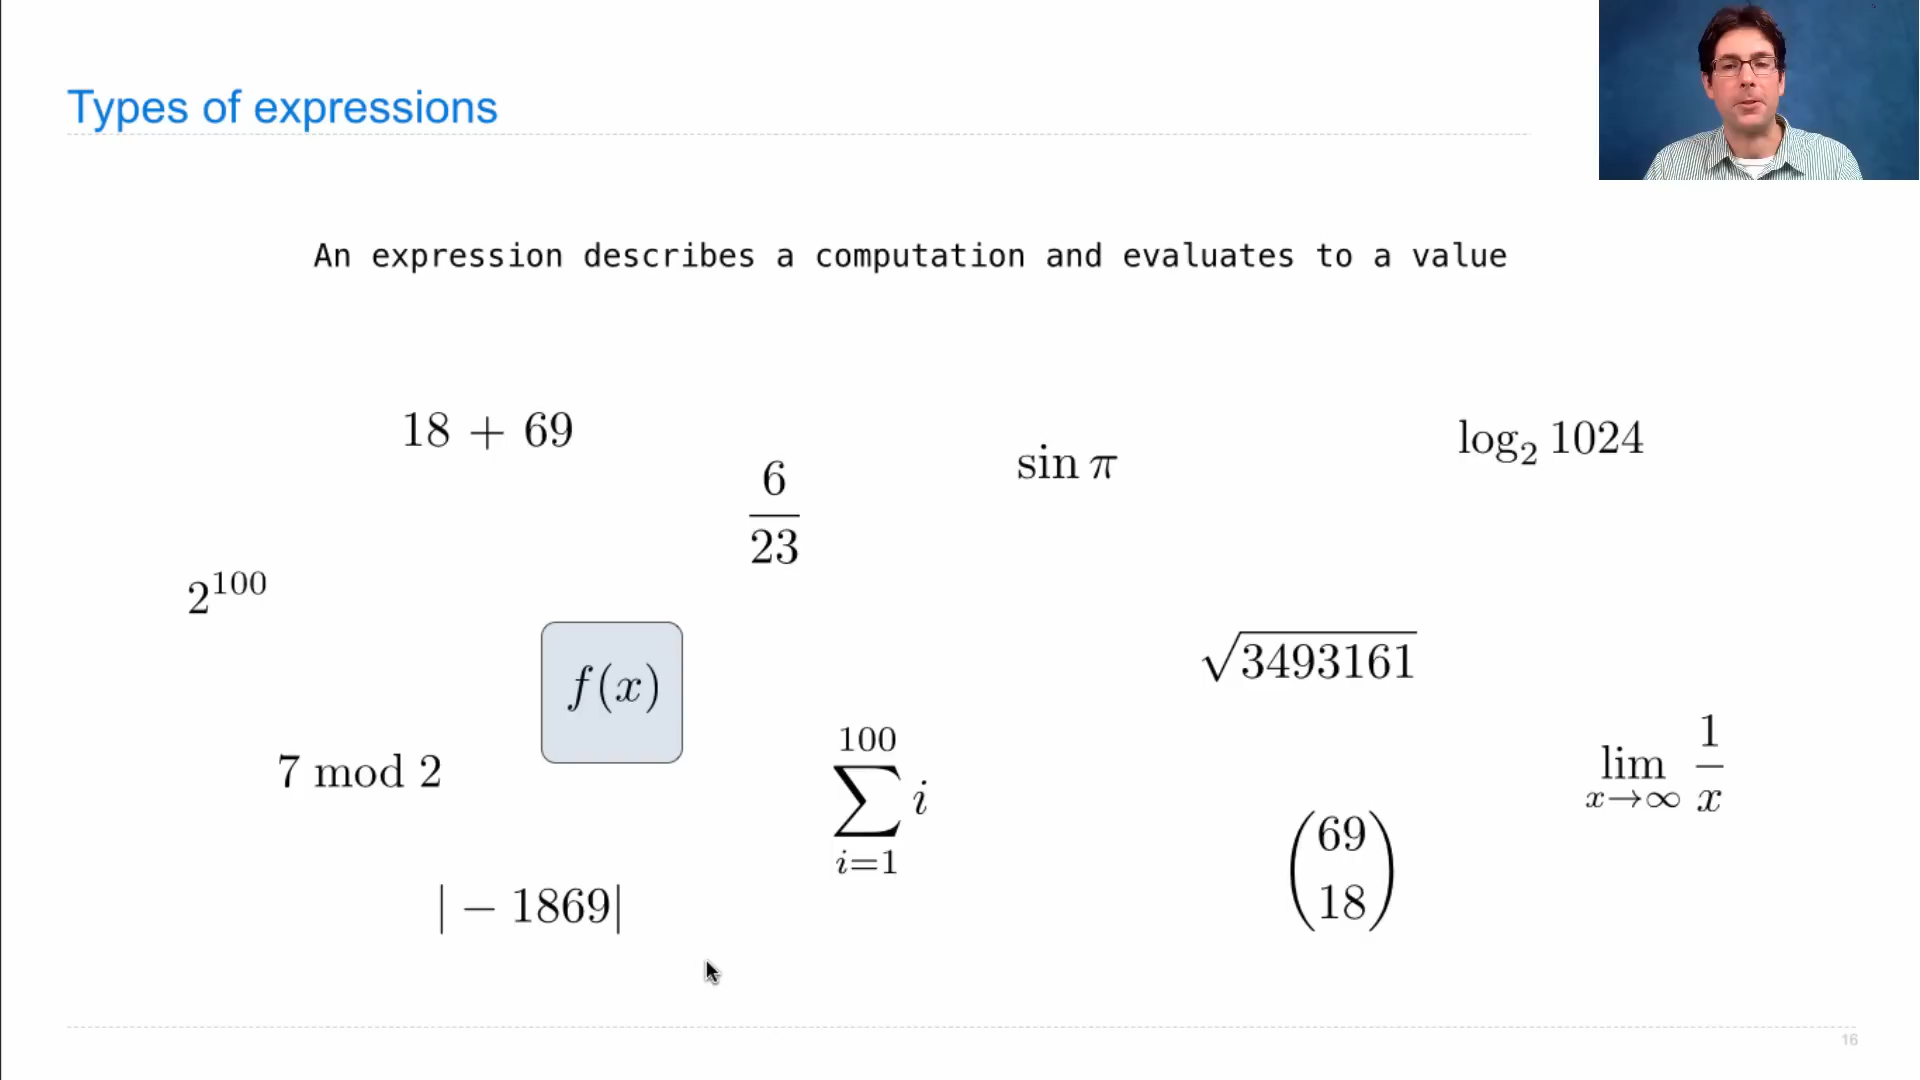 Types of expressions
An expression describes a computation and evaluates to a value
18 + 69
6
23
sin π
log₂ 1024
2¹⁰⁰
f(x)
√3493161
7 mod 2
100
∑ i
i=1
lim 1/x
x→∞
(69
18)
| − 1869|
16